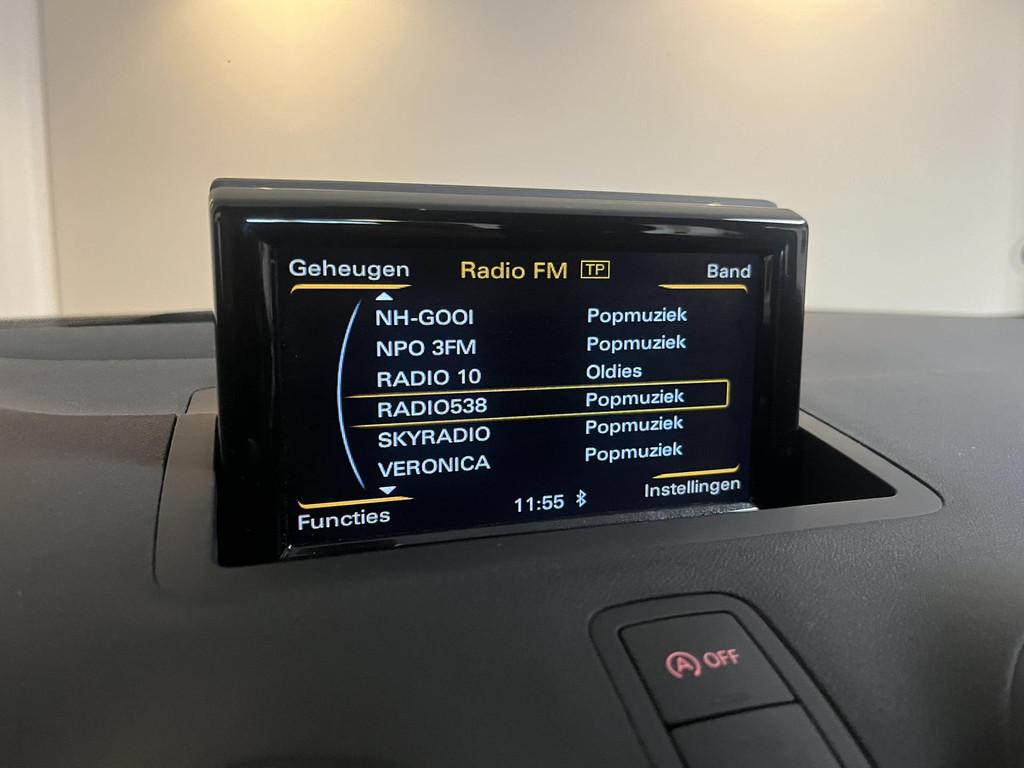 Geheugen Radio FM TP Band
NH-GOOI Popmuziek
NPO 3FM Popmuziek
RADIO 10 Oldies
RADIO538 Popmuziek
SKYRADIO Popmuziek
VERONICA Popmuziek
Functies 11:55 Instellingen
A OFF